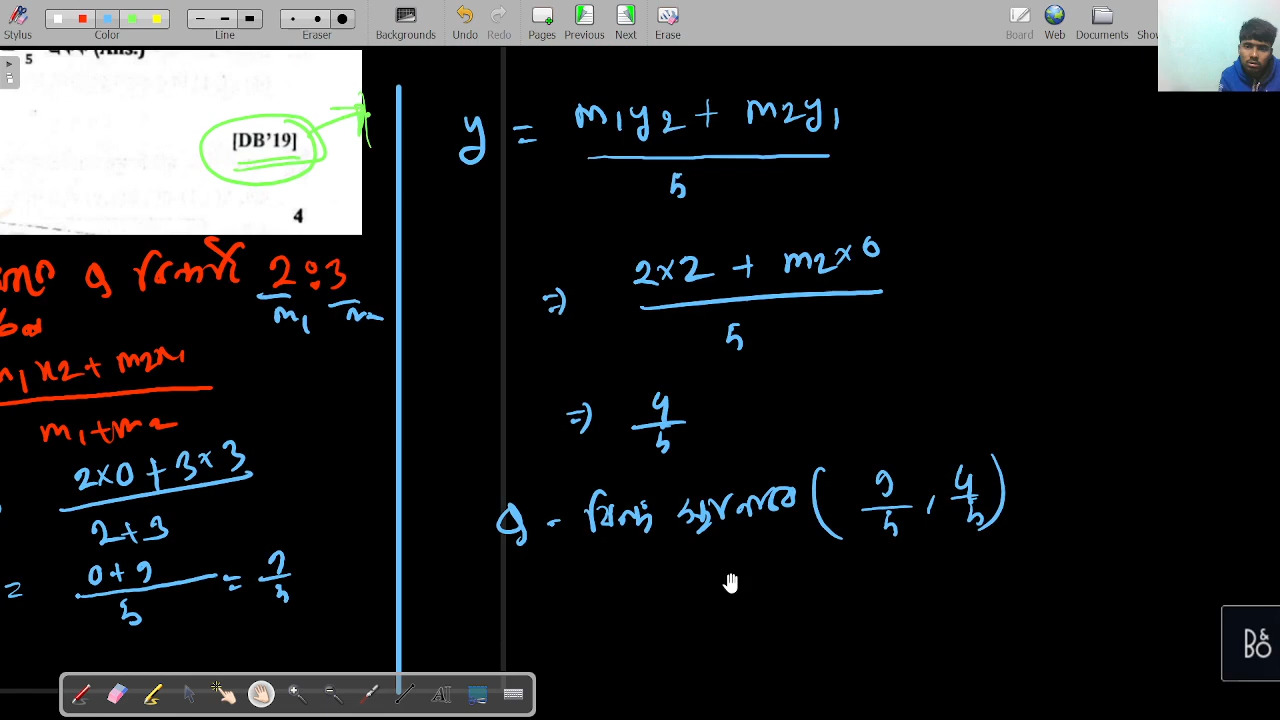 Stylus Color Line Eraser Backgrounds Undo Redo Pages Previous Next Erase Board Web Documents
5
(Ans.)
[DB'19]
4
2:3
m₁
m₁x₂ + m₂x₁
m₁+m₂
2×0 + 3×3
2+3
=
0+9
5
= 9/5
y = m₁y₂ + m₂y₁
5
⇒ 2×2 + m₂×0
5
⇒ 4/5
(9/5, 4/5)
B&O